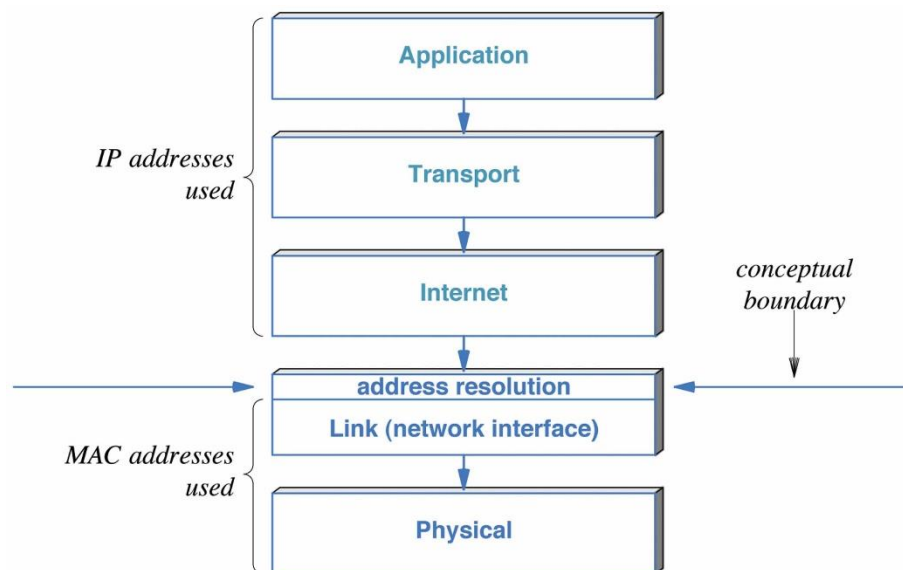 Application
IP addresses
used
Transport
Internet
conceptual
boundary
address resolution
Link (network interface)
MAC addresses
used
Physical